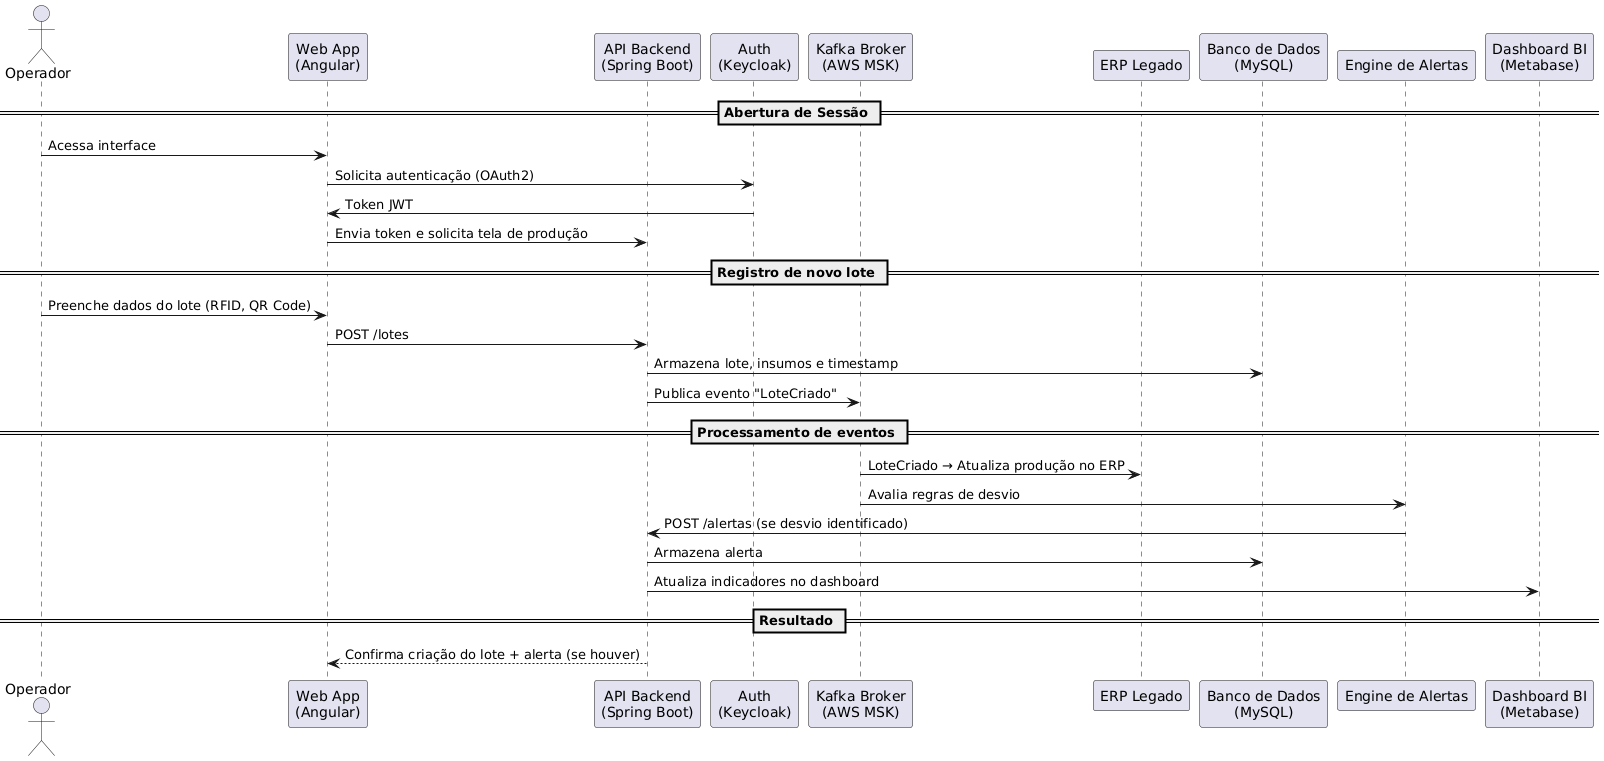 Operador
Web App
(Angular)
API Backend
(Spring Boot)
Auth
(Keycloak)
Kafka Broker
(AWS MSK)
ERP Legado
Banco de Dados
(MySQL)
Engine de Alertas
Dashboard BI
(Metabase)
Abertura de Sessão
Acessa interface
Solicita autenticação (OAuth2)
Token JWT
Envia token e solicita tela de produção
Registro de novo lote
Preenche dados do lote (RFID, QR Code)
POST /lotes
Armazena lote, insumos e timestamp
Publica evento "LoteCriado"
Processamento de eventos
LoteCriado → Atualiza produção no ERP
Avalia regras de desvio
POST /alertas (se desvio identificado)
Armazena alerta
Atualiza indicadores no dashboard
Resultado
Confirma criação do lote + alerta (se houver)
Operador
Web App
(Angular)
API Backend
(Spring Boot)
Auth
(Keycloak)
Kafka Broker
(AWS MSK)
ERP Legado
Banco de Dados
(MySQL)
Engine de Alertas
Dashboard BI
(Metabase)